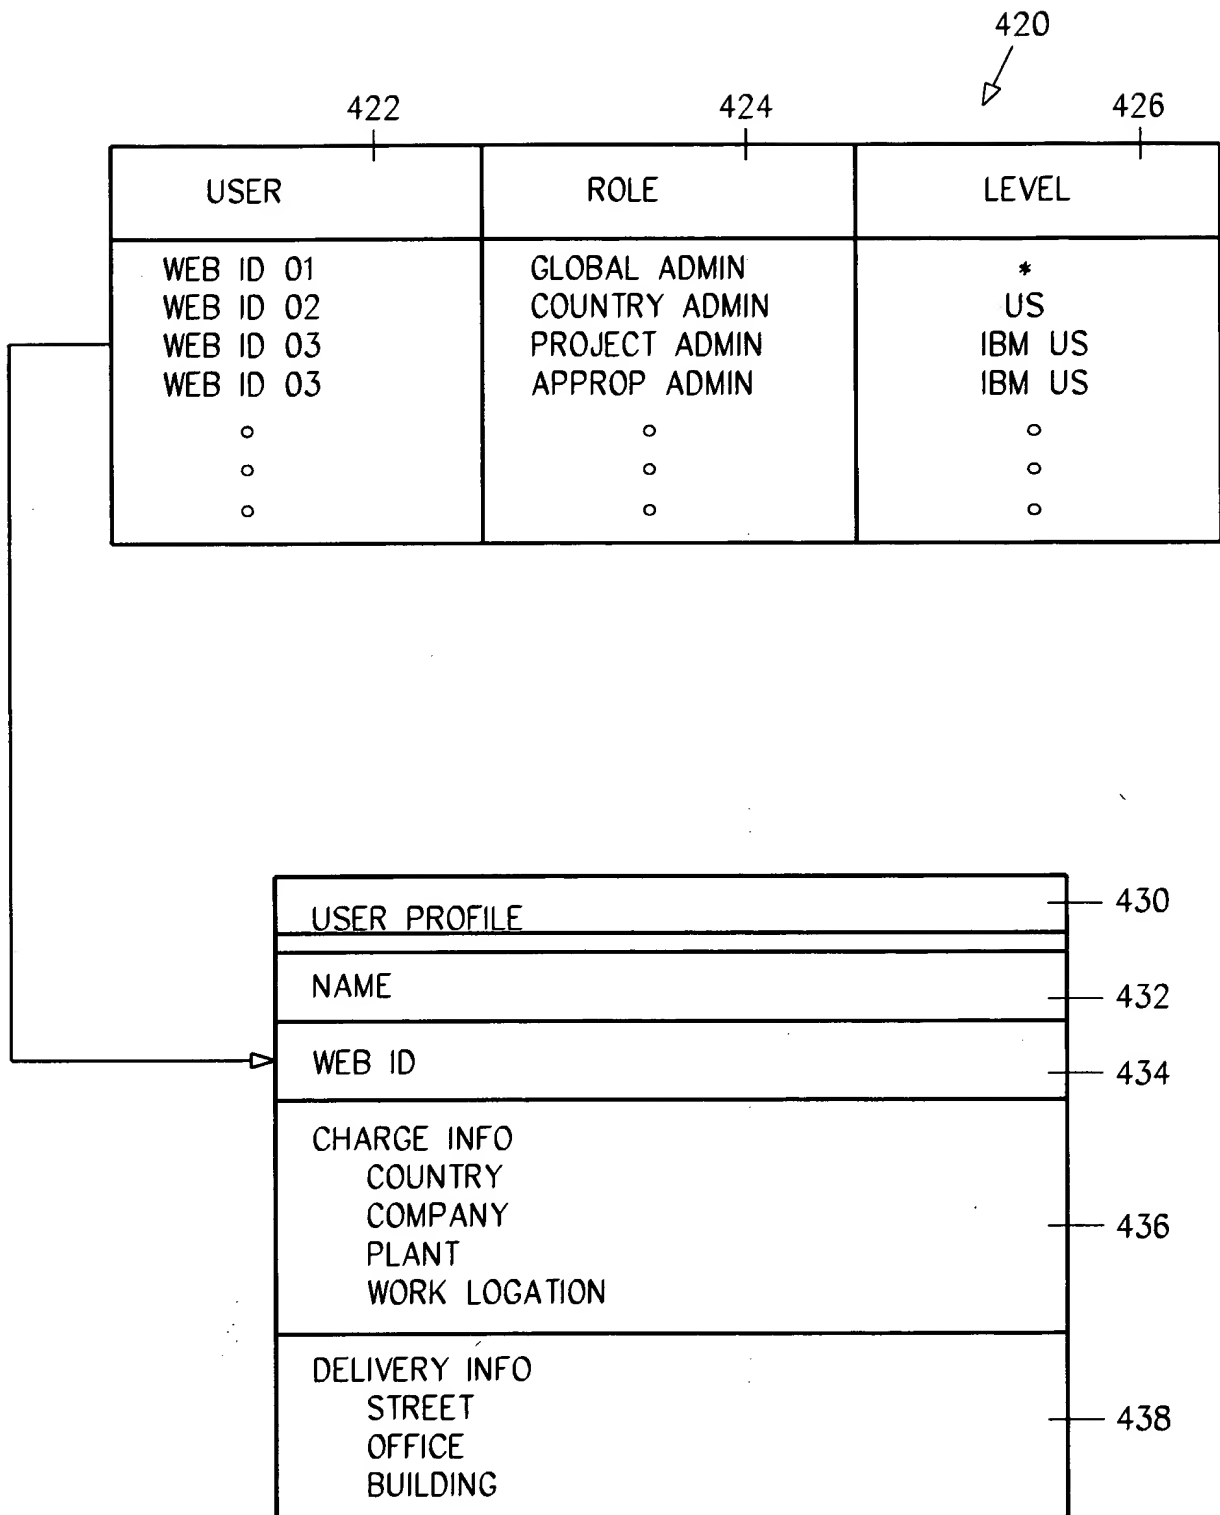 420
422 424 426
USER ROLE LEVEL
WEB ID 01 GLOBAL ADMIN *
WEB ID 02 COUNTRY ADMIN US
WEB ID 03 PROJECT ADMIN IBM US
WEB ID 03 APPROP ADMIN IBM US
USER PROFILE 430
NAME 432
WEB ID 434
CHARGE INFO
COUNTRY
COMPANY 436
PLANT
WORK LOGATION
DELIVERY INFO
STREET 438
OFFICE
BUILDING